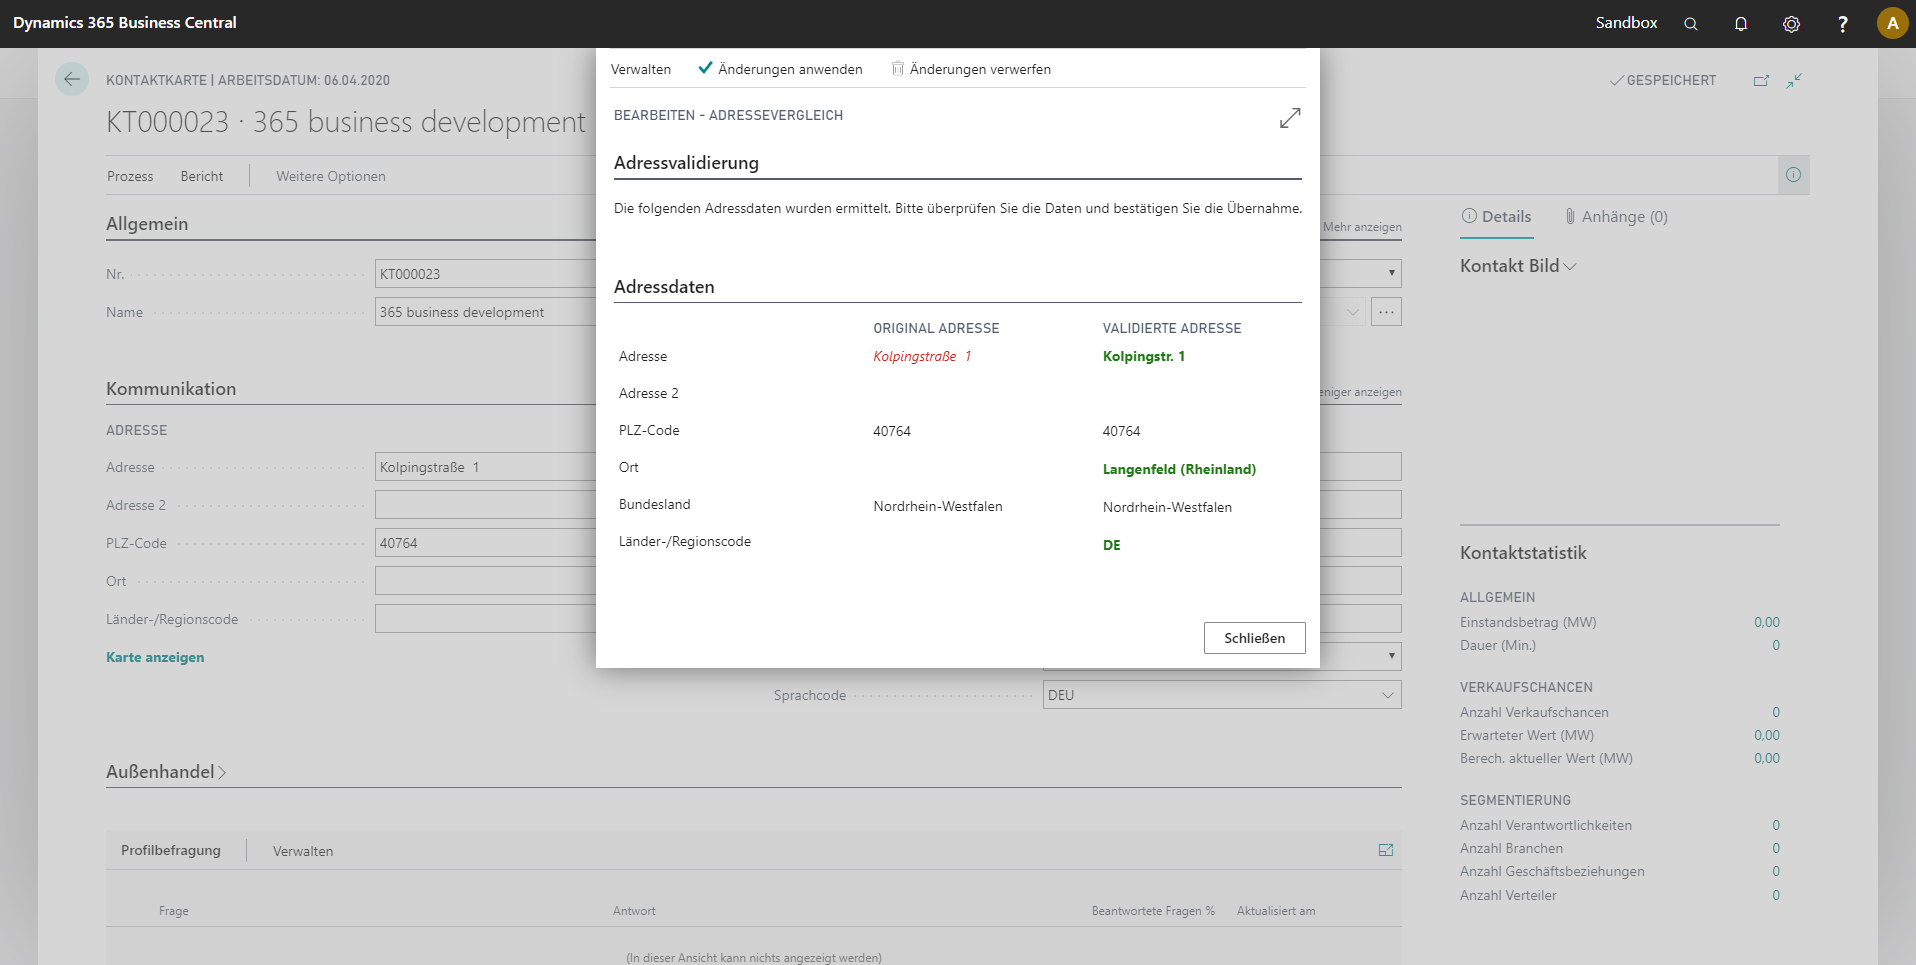 Dynamics 365 Business Central
Sandbox
?
A
KONTAKTKARTE | ARBEITSDATUM: 06.04.2020
GESPEICHERT
KT000023 · 365 business development
Prozess Bericht Weitere Optionen
Allgemein
Mehr anzeigen
Nr. KT000023
Name 365 business development
...
Kommunikation
eniger anzeigen
ADRESSE
Adresse Kolpingstraße 1
Adresse 2
PLZ-Code 40764
Ort
Länder-/Regionscode
Karte anzeigen
Sprachcode DEU
Außenhandel
Profilbefragung Verwalten
Frage Antwort Beantwortete Fragen % Aktualisiert am
(In dieser Ansicht kann nichts angezeigt werden)
Verwalten Änderungen anwenden Änderungen verwerfen
BEARBEITEN - ADRESSEVERGLEICH
Adressvalidierung
Die folgenden Adressdaten wurden ermittelt. Bitte überprüfen Sie die Daten und bestätigen Sie die Übernahme.
Adressdaten
ORIGINAL ADRESSE VALIDIERTE ADRESSE
Adresse Kolpingstraße 1 Kolpingstr. 1
Adresse 2
PLZ-Code 40764 40764
Ort Langenfeld (Rheinland)
Bundesland Nordrhein-Westfalen Nordrhein-Westfalen
Länder-/Regionscode DE
Schließen
Details Anhänge (0)
Kontakt Bild
Kontaktstatistik
ALLGEMEIN
Einstandsbetrag (MW) 0,00
Dauer (Min.) 0
VERKAUFSCHANCEN
Anzahl Verkaufschancen 0
Erwarteter Wert (MW) 0,00
Berech. aktueller Wert (MW) 0,00
SEGMENTIERUNG
Anzahl Verantwortlichkeiten 0
Anzahl Branchen 0
Anzahl Geschäftsbeziehungen 0
Anzahl Verteiler 0